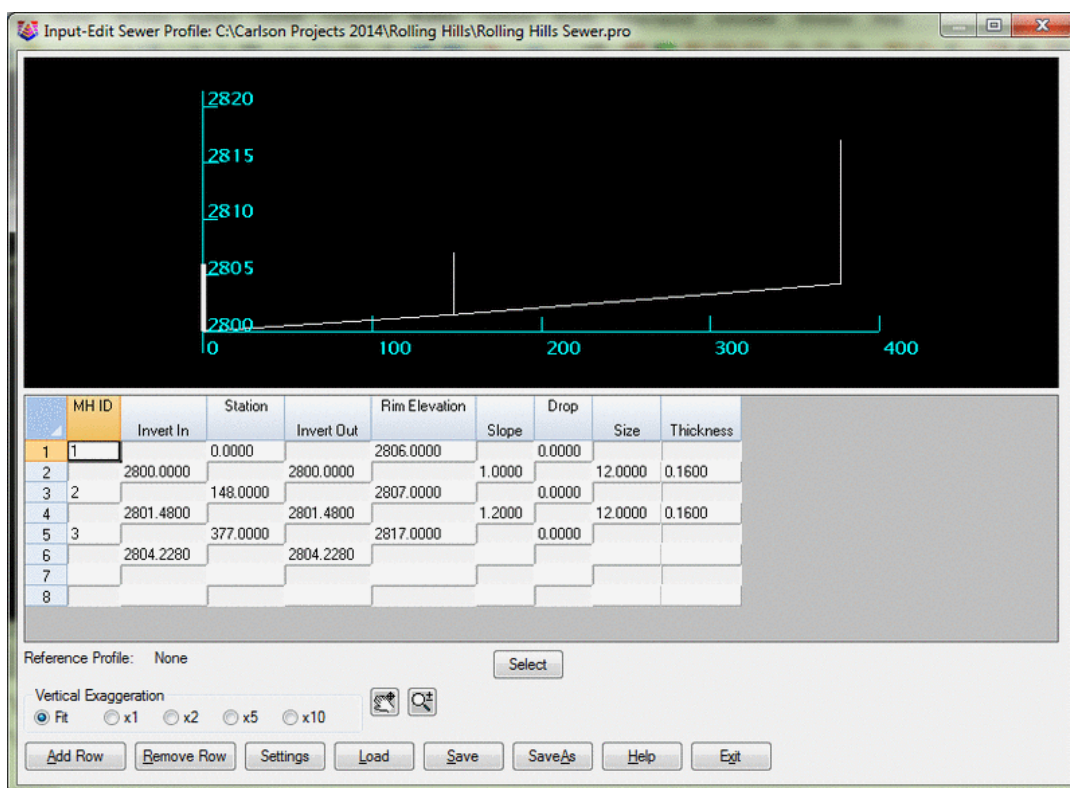 Input-Edit Sewer Profile: C:\Carlson Projects 2014\Rolling Hills\Rolling Hills Sewer.pro
2820
2815
2810
2805
2800
0 100 200 300 400
MH ID Station Rim Elevation Drop
Invert In Invert Out Slope Size Thickness
1 1 0.0000 2806.0000 0.0000
2 2800.0000 2800.0000 1.0000 12.0000 0.1600
3 2 148.0000 2807.0000 0.0000
4 2801.4800 2801.4800 1.2000 12.0000 0.1600
5 3 377.0000 2817.0000 0.0000
6 2804.2280 2804.2280
7
8
Reference Profile: None Select
Vertical Exaggeration
Fit x1 x2 x5 x10
Add Row Remove Row Settings Load Save SaveAs Help Exit